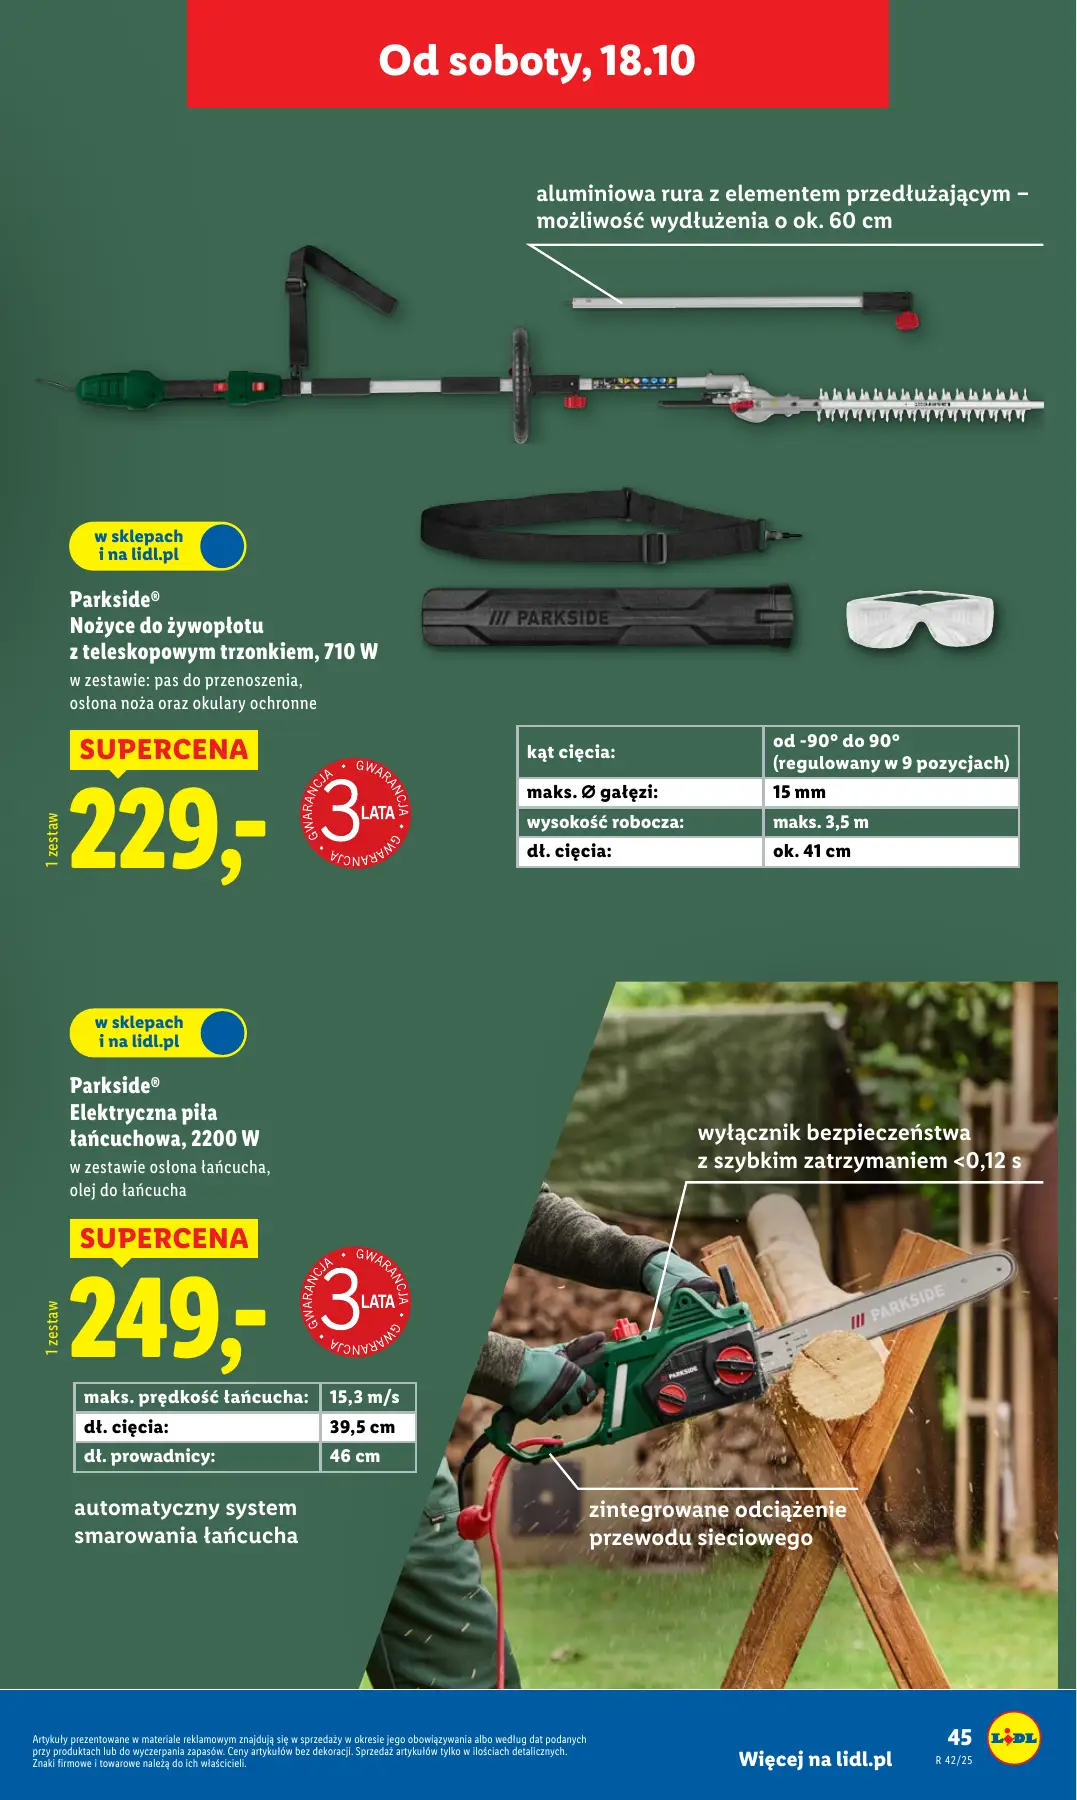 Od soboty, 18.10
aluminiowa rura z elementem przedłużającym –
możliwość wydłużenia o ok. 60 cm
w sklepach
i na lidl.pl
Parkside®
Nożyce do żywopłotu
z teleskopowym trzonkiem, 710 W
w zestawie: pas do przenoszenia,
osłona noża oraz okulary ochronne
/// PARKSIDE
SUPERCENA
1 zestaw
229,-
GWARANCJA • GWARANCJA • GWARANCJA •
3 LATA
kąt cięcia: od -90° do 90°
(regulowany w 9 pozycjach)
maks. Ø gałęzi: 15 mm
wysokość robocza: maks. 3,5 m
dł. cięcia: ok. 41 cm
w sklepach
i na lidl.pl
Parkside®
Elektryczna piła
łańcuchowa, 2200 W
w zestawie osłona łańcucha,
olej do łańcucha
SUPERCENA
1 zestaw
249,-
GWARANCJA • GWARANCJA • GWARANCJA •
3 LATA
maks. prędkość łańcucha: 15,3 m/s
dł. cięcia: 39,5 cm
dł. prowadnicy: 46 cm
automatyczny system
smarowania łańcucha
wyłącznik bezpieczeństwa
z szybkim zatrzymaniem <0,12 s
/// PARKSIDE
/// PARKSIDE
zintegrowane odciążenie
przewodu sieciowego
Artykuły prezentowane w materiale reklamowym znajdują się w sprzedaży w okresie jego obowiązywania albo według dat podanych
przy produktach lub do wyczerpania zapasów. Ceny artykułów bez dekoracji. Sprzedaż artykułów tylko w ilościach detalicznych.
Znaki firmowe i towarowe należą do ich właścicieli.
Więcej na lidl.pl
45
R 42/25
LIDL